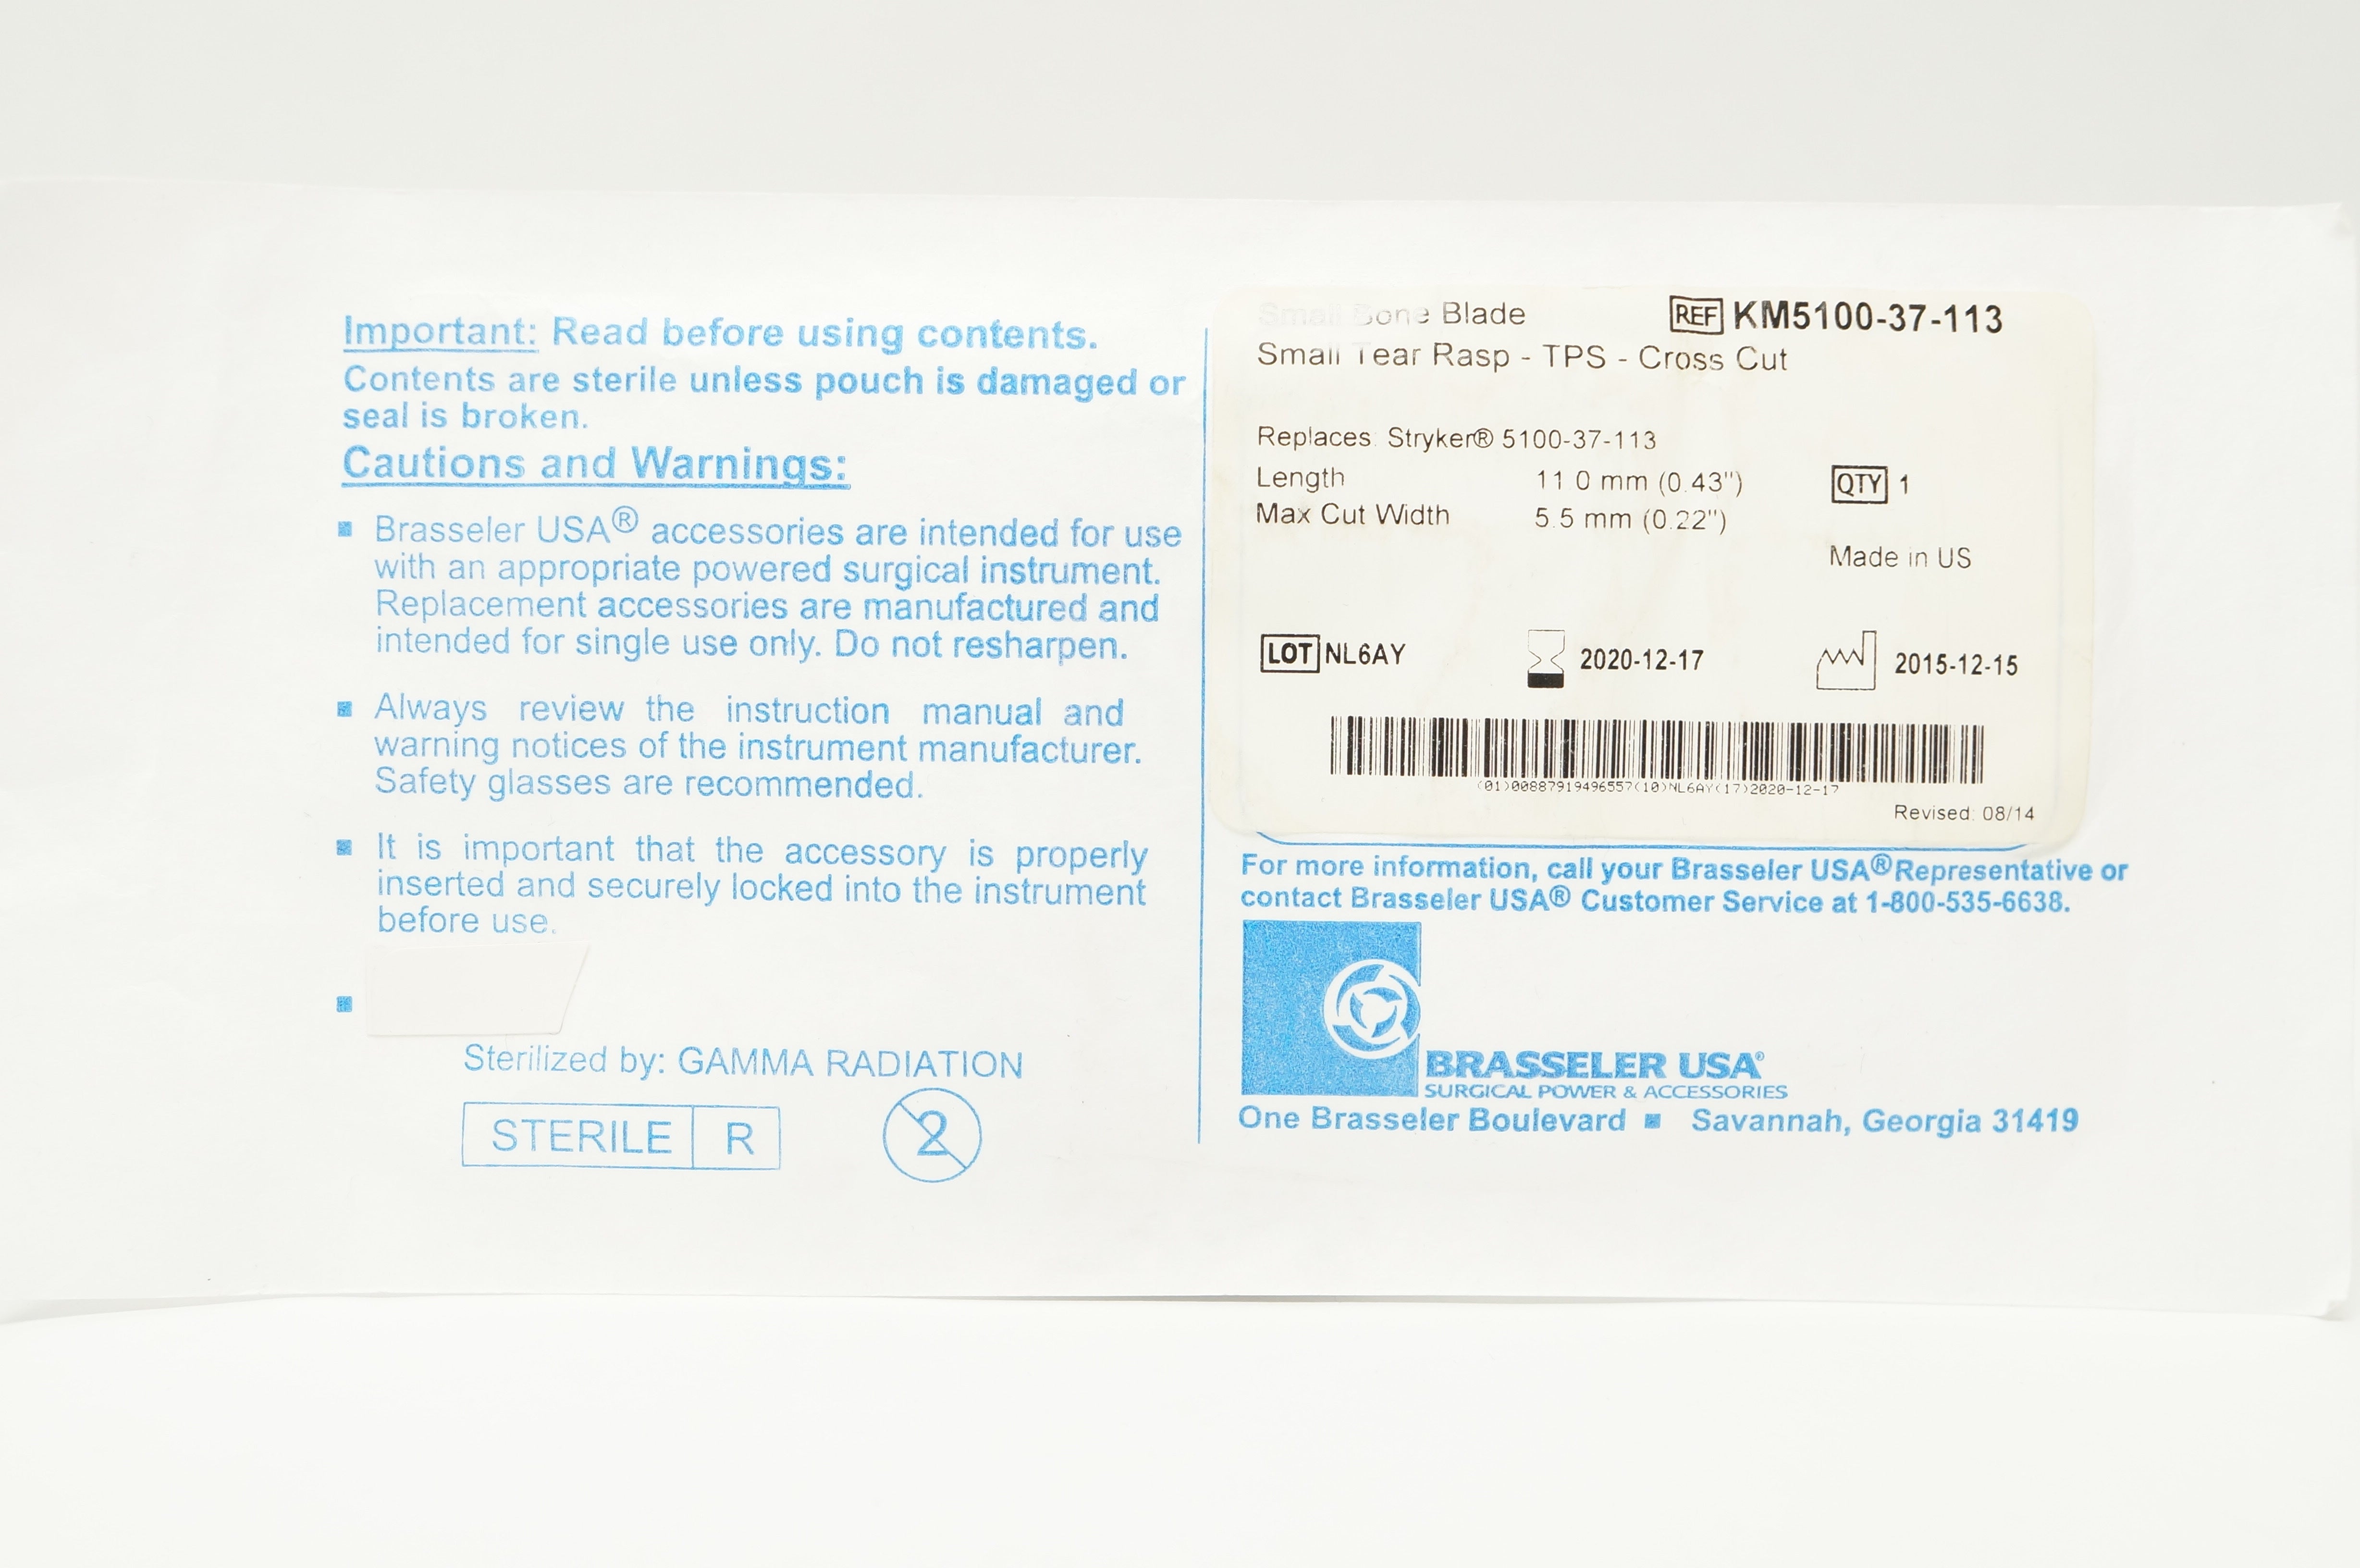 Important: Read before using contents.
Contents are sterile unless pouch is damaged or
seal is broken.
Cautions and Warnings:
▪ Brasseler USA® accessories are intended for use
with an appropriate powered surgical instrument.
Replacement accessories are manufactured and
intended for single use only. Do not resharpen.
▪ Always review the instruction manual and
warning notices of the instrument manufacturer.
Safety glasses are recommended.
▪ It is important that the accessory is properly
inserted and securely locked into the instrument
before use.
▪
Sterilized by: GAMMA RADIATION
STERILE R
2
Small Bone Blade REF KM5100-37-113
Small Tear Rasp - TPS - Cross Cut
Replaces: Stryker® 5100-37-113
Length 11.0 mm (0.43")
Max Cut Width 5.5 mm (0.22")
QTY 1
Made in US
LOT NL6AY 2020-12-17 2015-12-15
(01)00887919496557(10)NL6AY(17)2020-12-17
Revised: 08/14
For more information, call your Brasseler USA® Representative or
contact Brasseler USA® Customer Service at 1-800-535-6638.
BRASSELER USA®
SURGICAL POWER & ACCESSORIES
One Brasseler Boulevard ▪ Savannah, Georgia 31419